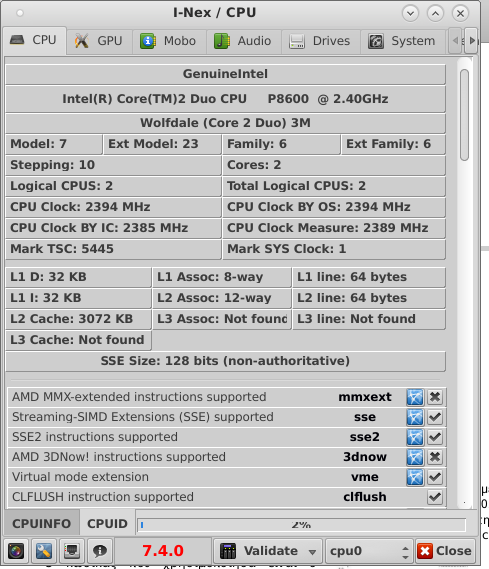 I-Nex / CPU
CPU GPU Mobo Audio Drives System
GenuineIntel
Intel(R) Core(TM)2 Duo CPU P8600 @ 2.40GHz
Wolfdale (Core 2 Duo) 3M
Model: 7 Ext Model: 23 Family: 6 Ext Family: 6
Stepping: 10 Cores: 2
Logical CPUS: 2 Total Logical CPUS: 2
CPU Clock: 2394 MHz CPU Clock BY OS: 2394 MHz
CPU Clock BY IC: 2385 MHz CPU Clock Measure: 2389 MHz
Mark TSC: 5445 Mark SYS Clock: 1
L1 D: 32 KB L1 Assoc: 8-way L1 line: 64 bytes
L1 I: 32 KB L2 Assoc: 12-way L2 line: 64 bytes
L2 Cache: 3072 KB L3 Assoc: Not found L3 line: Not found
L3 Cache: Not found
SSE Size: 128 bits (non-authoritative)
AMD MMX-extended instructions supported mmxext
Streaming-SIMD Extensions (SSE) supported sse
SSE2 instructions supported sse2
AMD 3DNow! instructions supported 3dnow
Virtual mode extension vme
CLFLUSH instruction supported clflush
CPUINFO CPUID 2%
7.4.0 Validate cpu0 Close